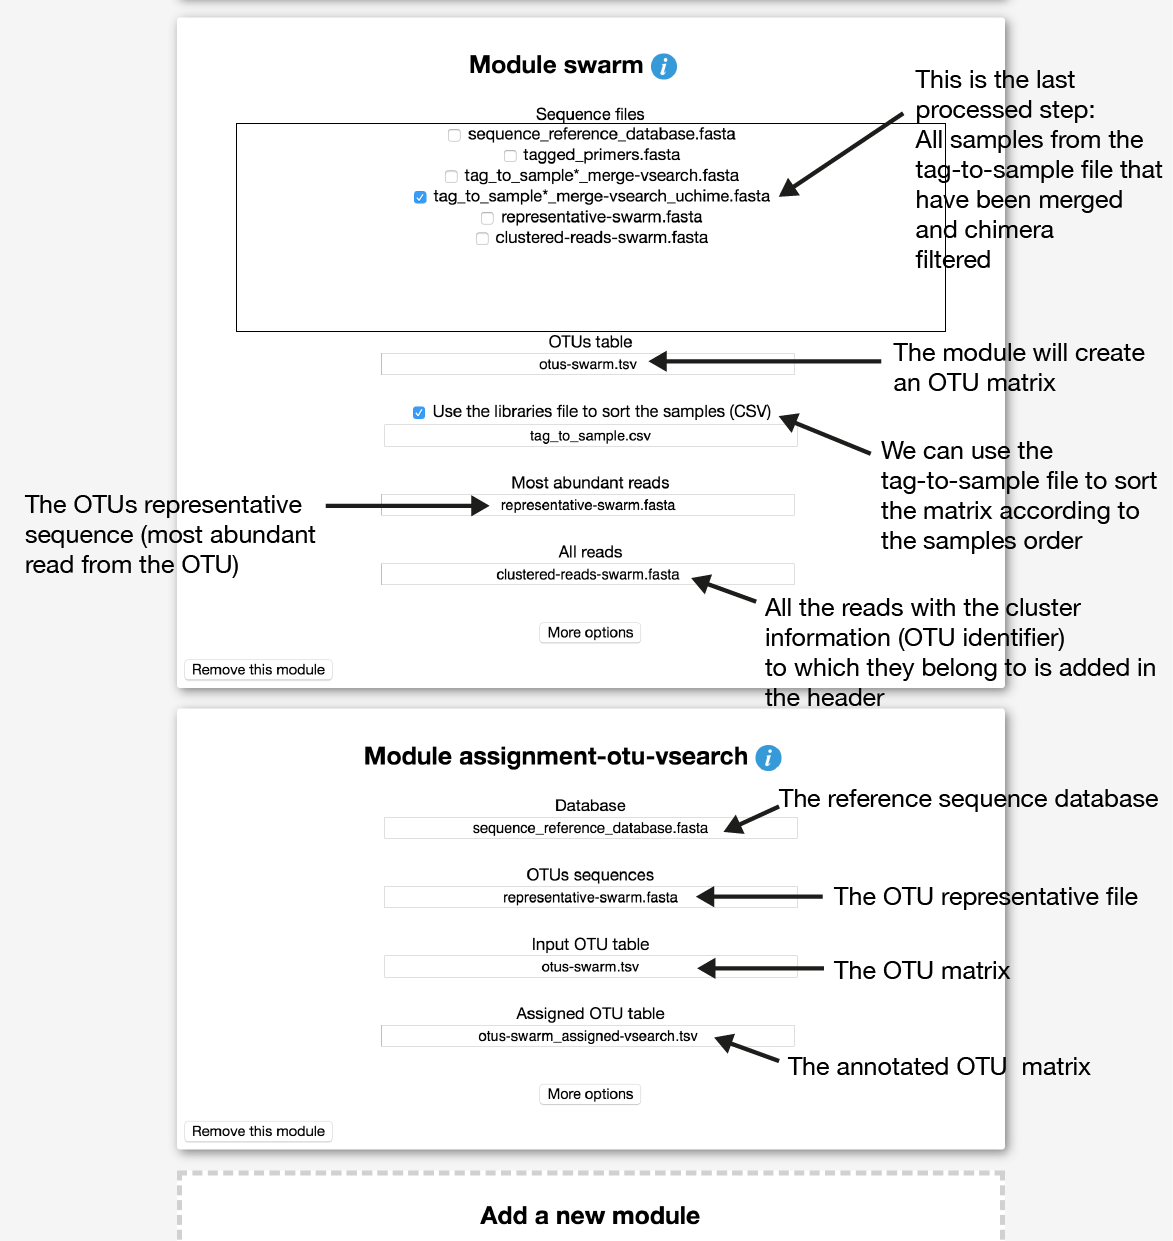 Module swarm i
This is the last
processed step:
All samples from the
tag-to-sample file that
have been merged
and chimera
filtered
Sequence files
sequence_reference_database.fasta
tagged_primers.fasta
tag_to_sample*_merge-vsearch.fasta
tag_to_sample*_merge-vsearch_uchime.fasta
representative-swarm.fasta
clustered-reads-swarm.fasta
OTUs table
otus-swarm.tsv
The module will create
an OTU matrix
Use the libraries file to sort the samples (CSV)
tag_to_sample.csv
We can use the
tag-to-sample file to sort
the matrix according to
the samples order
Most abundant reads
representative-swarm.fasta
The OTUs representative
sequence (most abundant
read from the OTU)
All reads
clustered-reads-swarm.fasta
All the reads with the cluster
information (OTU identifier)
to which they belong to is added in
the header
More options
Remove this module
Module assignment-otu-vsearch i
Database
sequence_reference_database.fasta
The reference sequence database
OTUs sequences
representative-swarm.fasta
The OTU representative file
Input OTU table
otus-swarm.tsv
The OTU matrix
Assigned OTU table
otus-swarm_assigned-vsearch.tsv
The annotated OTU  matrix
More options
Remove this module
Add a new module